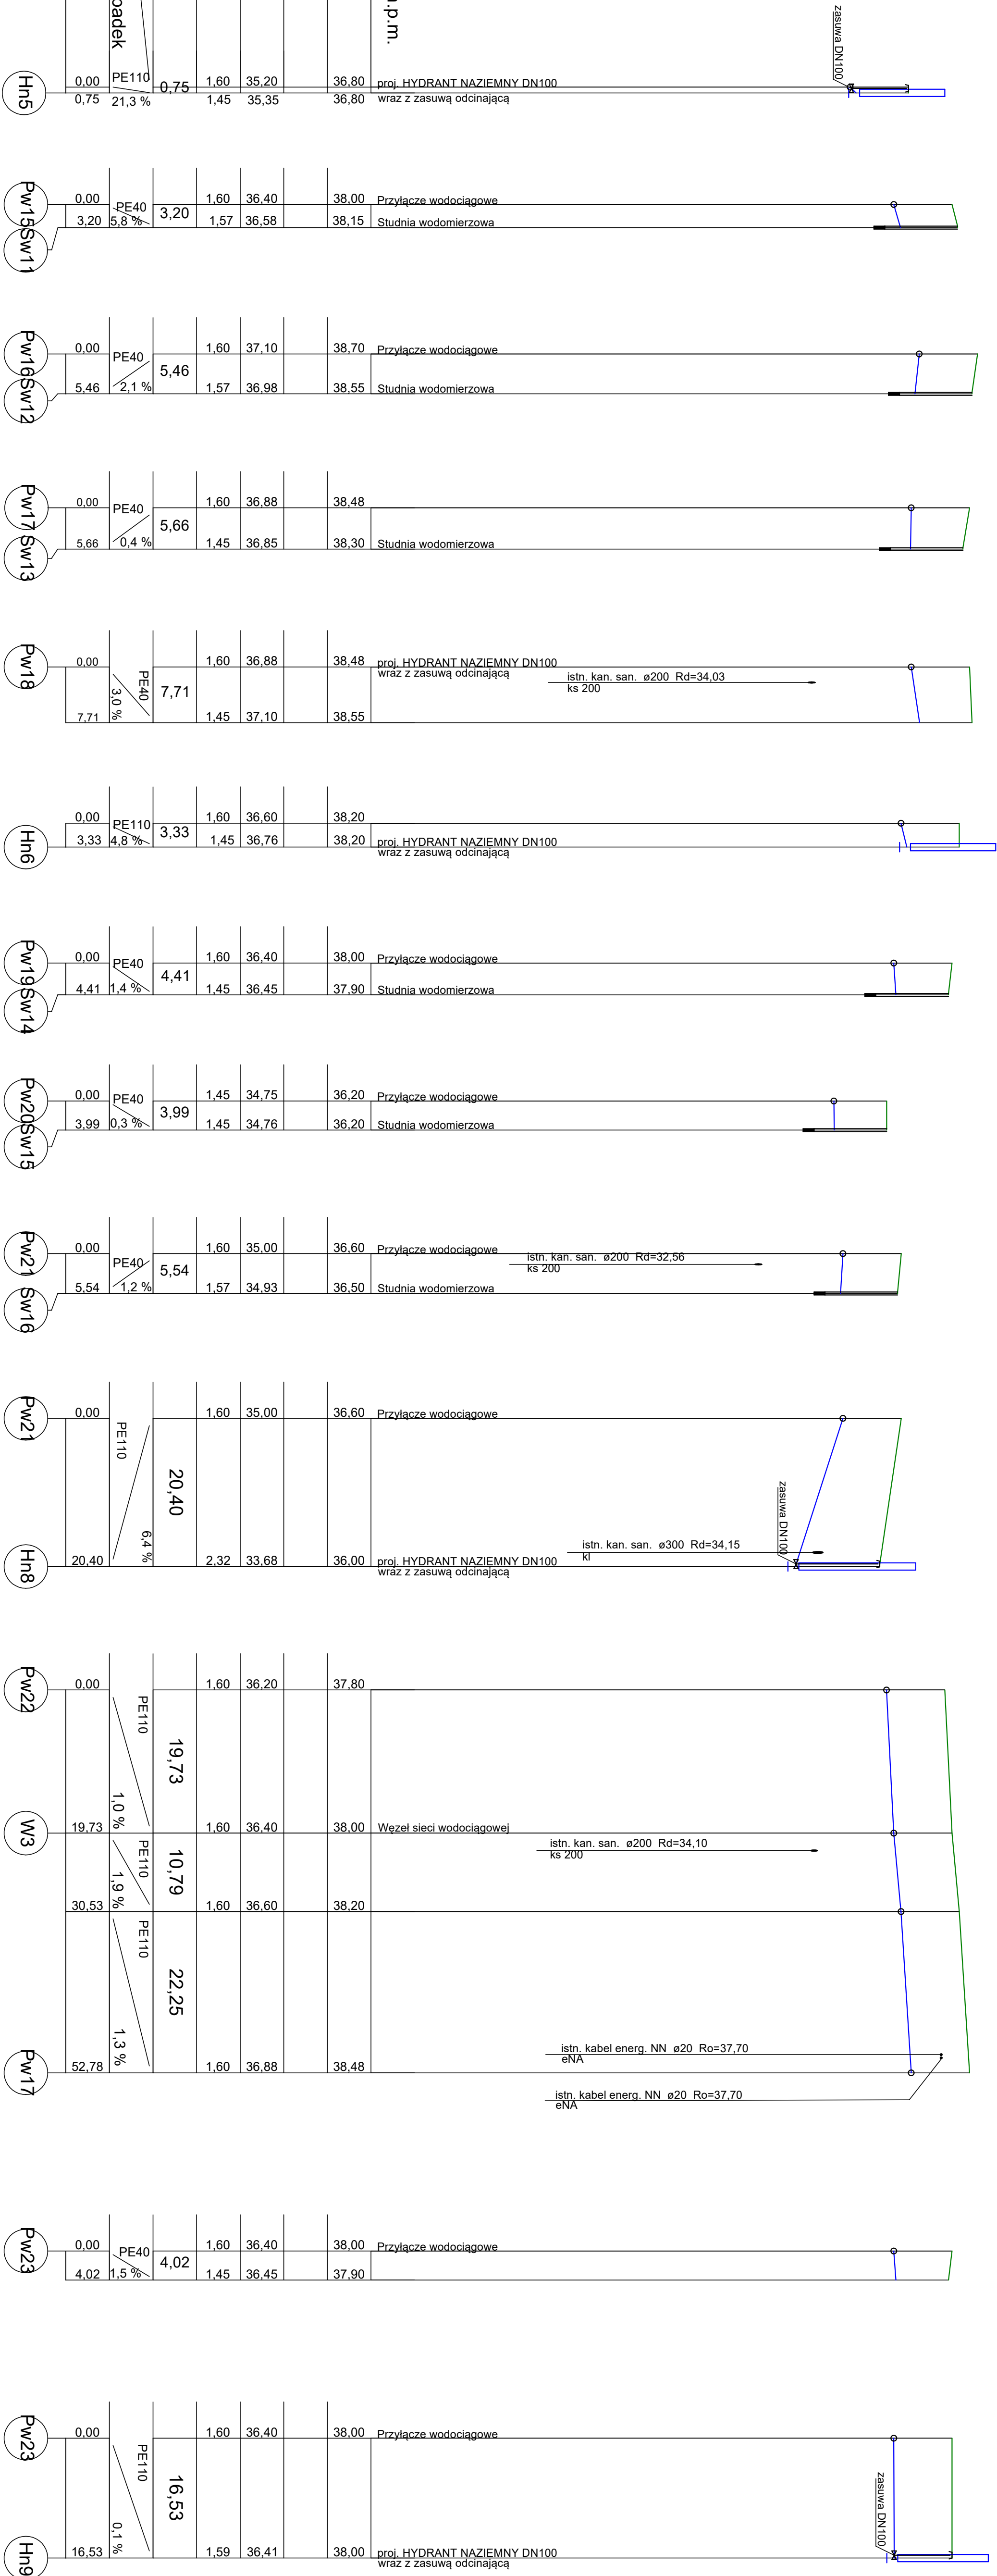 padek
n.p.m.
zasuwa DN100
Hn5
0,00 PE110 0,75 1,60 35,20 36,80 proj. HYDRANT NAZIEMNY DN100
0,75 21,3 % 1,45 35,35 36,80 wraz z zasuwą odcinającą
Pw15 Sw11
0,00 PE40 3,20 1,60 36,40 38,00 Przyłącze wodociągowe
3,20 5,8 % 1,57 36,58 38,15 Studnia wodomierzowa
Pw16 Sw12
0,00 PE40 5,46 1,60 37,10 38,70 Przyłącze wodociągowe
5,46 2,1 % 1,57 36,98 38,55 Studnia wodomierzowa
Pw17 Sw13
0,00 PE40 5,66 1,60 36,88 38,48
5,66 0,4 % 1,45 36,85 38,30 Studnia wodomierzowa
Pw18
0,00 PE40 7,71 1,60 36,88 38,48 proj. HYDRANT NAZIEMNY DN100
wraz z zasuwą odcinającą
istn. kan. san. ø200 Rd=34,03
ks 200
7,71 3,0 % 1,45 37,10 38,55
Hn6
0,00 PE110 3,33 1,60 36,60 38,20
3,33 4,8 % 1,45 36,76 38,20 proj. HYDRANT NAZIEMNY DN100
wraz z zasuwą odcinającą
Pw19 Sw14
0,00 PE40 4,41 1,60 36,40 38,00 Przyłącze wodociągowe
4,41 1,4 % 1,45 36,45 37,90 Studnia wodomierzowa
Pw20 Sw15
0,00 PE40 3,99 1,45 34,75 36,20 Przyłącze wodociągowe
3,99 0,3 % 1,45 34,76 36,20 Studnia wodomierzowa
Pw21 Sw16
0,00 PE40 5,54 1,60 35,00 36,60 Przyłącze wodociągowe
istn. kan. san. ø200 Rd=32,56
ks 200
5,54 1,2 % 1,57 34,93 36,50 Studnia wodomierzowa
Pw21
0,00 PE110 20,40 1,60 35,00 36,60 Przyłącze wodociągowe
zasuwa DN100
istn. kan. san. ø300 Rd=34,15
kl
Hn8
20,40 6,4 % 2,32 33,68 36,00 proj. HYDRANT NAZIEMNY DN100
wraz z zasuwą odcinającą
Pw22
0,00 PE110 19,73 1,60 36,20 37,80
1,0 %
W3
19,73 1,60 36,40 38,00 Węzeł sieci wodociągowej
PE110 10,79
istn. kan. san. ø200 Rd=34,10
ks 200
1,9 %
30,53 1,60 36,60 38,20
PE110 22,25
1,3 %
istn. kabel energ. NN ø20 Ro=37,70
eNA
Pw17
52,78 1,60 36,88 38,48
istn. kabel energ. NN ø20 Ro=37,70
eNA
Pw23
0,00 PE40 4,02 1,60 36,40 38,00 Przyłącze wodociągowe
4,02 1,5 % 1,45 36,45 37,90
Pw23
0,00 PE110 16,53 1,60 36,40 38,00 Przyłącze wodociągowe
zasuwa DN100
0,1 %
Hn9
16,53 1,59 36,41 38,00 proj. HYDRANT NAZIEMNY DN100
wraz z zasuwą odcinającą